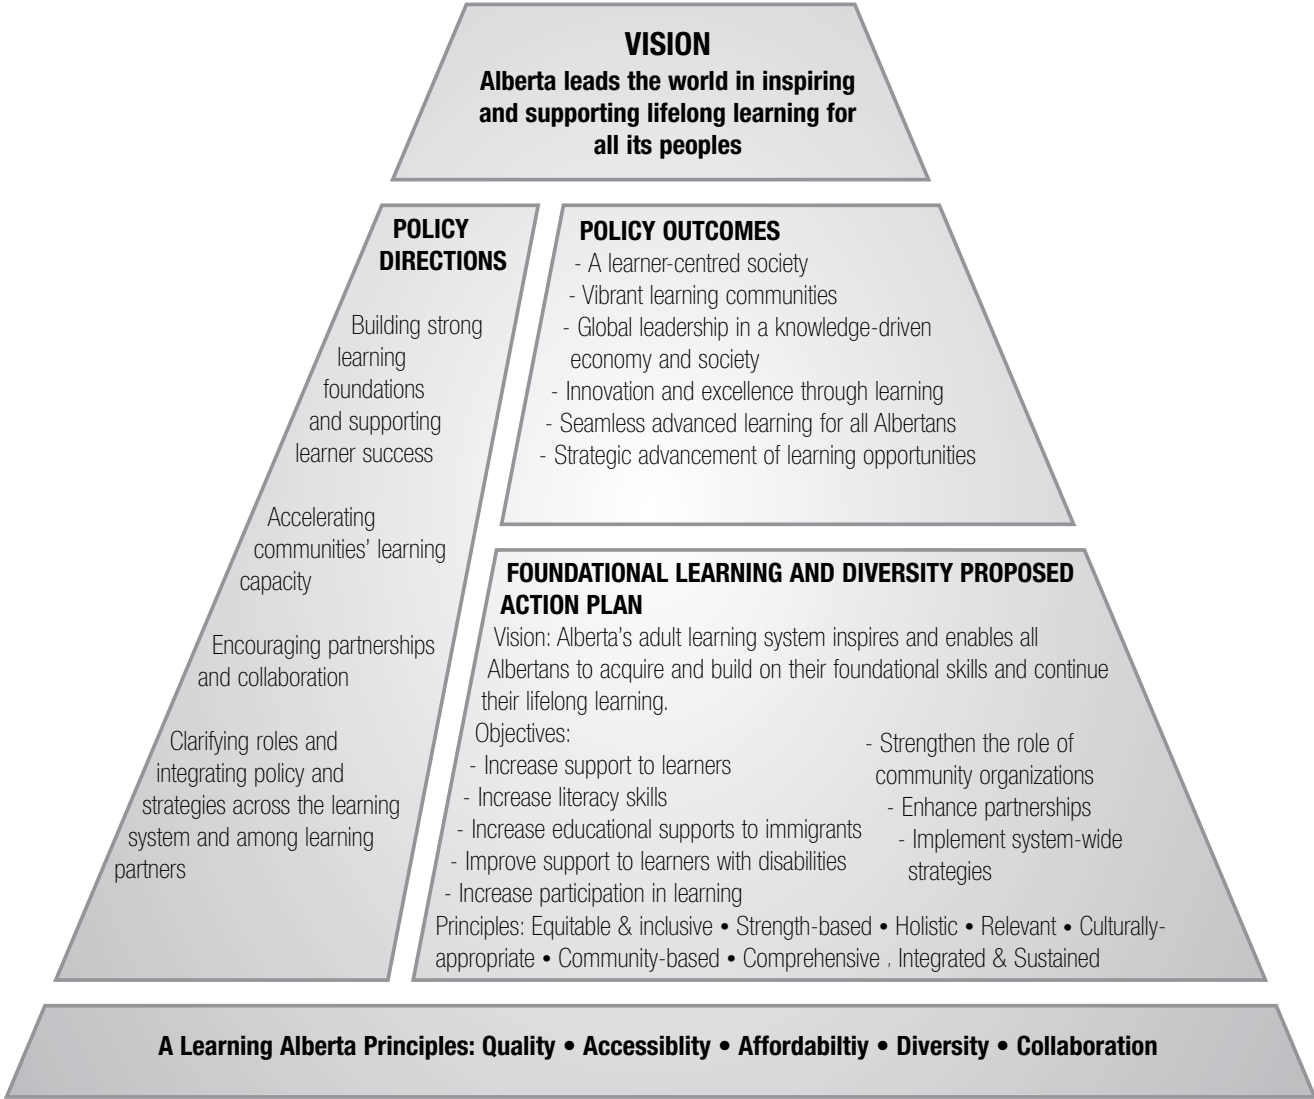 VISION
Alberta leads the world in inspiring
and supporting lifelong learning for
all its peoples
POLICY
DIRECTIONS
Building strong
learning
foundations
and supporting
learner success
Accelerating
communities’ learning
capacity
Encouraging partnerships
and collaboration
Clarifying roles and
integrating policy and
strategies across the learning
system and among learning
partners
POLICY OUTCOMES
- A learner-centred society
- Vibrant learning communities
- Global leadership in a knowledge-driven
economy and society
- Innovation and excellence through learning
- Seamless advanced learning for all Albertans
- Strategic advancement of learning opportunities
FOUNDATIONAL LEARNING AND DIVERSITY PROPOSED
ACTION PLAN
Vision: Alberta’s adult learning system inspires and enables all
Albertans to acquire and build on their foundational skills and continue
their lifelong learning.
Objectives:
- Increase support to learners
- Increase literacy skills
- Increase educational supports to immigrants
- Improve support to learners with disabilities
- Increase participation in learning
- Strengthen the role of
community organizations
- Enhance partnerships
- Implement system-wide
strategies
Principles: Equitable & inclusive • Strength-based • Holistic • Relevant • Culturally-
appropriate • Community-based • Comprehensive , Integrated & Sustained
A Learning Alberta Principles: Quality • Accessiblity • Affordabiltiy • Diversity • Collaboration